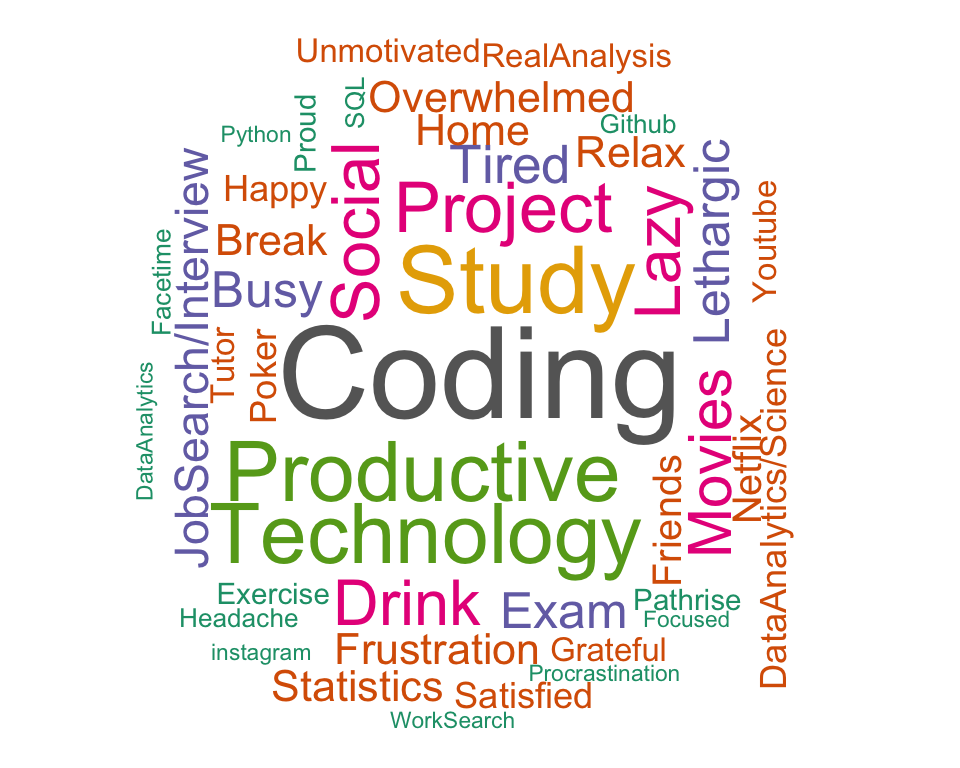 Unmotivated
RealAnalysis
SQL
Overwhelmed
Proud
Python
Home
Github
Tired
Relax
Social
Lethargic
JobSearch/Interview
Happy
Project
Lazy
Youtube
Break
Study
Facetime
Busy
Tutor
Poker
Coding
DataAnalytics
Movies
Netflix
DataAnalytics/Science
Productive
Friends
Technology
Exercise
Drink
Exam
Pathrise
Headache
Focused
instagram
Frustration
Grateful
Procrastination
Statistics
Satisfied
WorkSearch